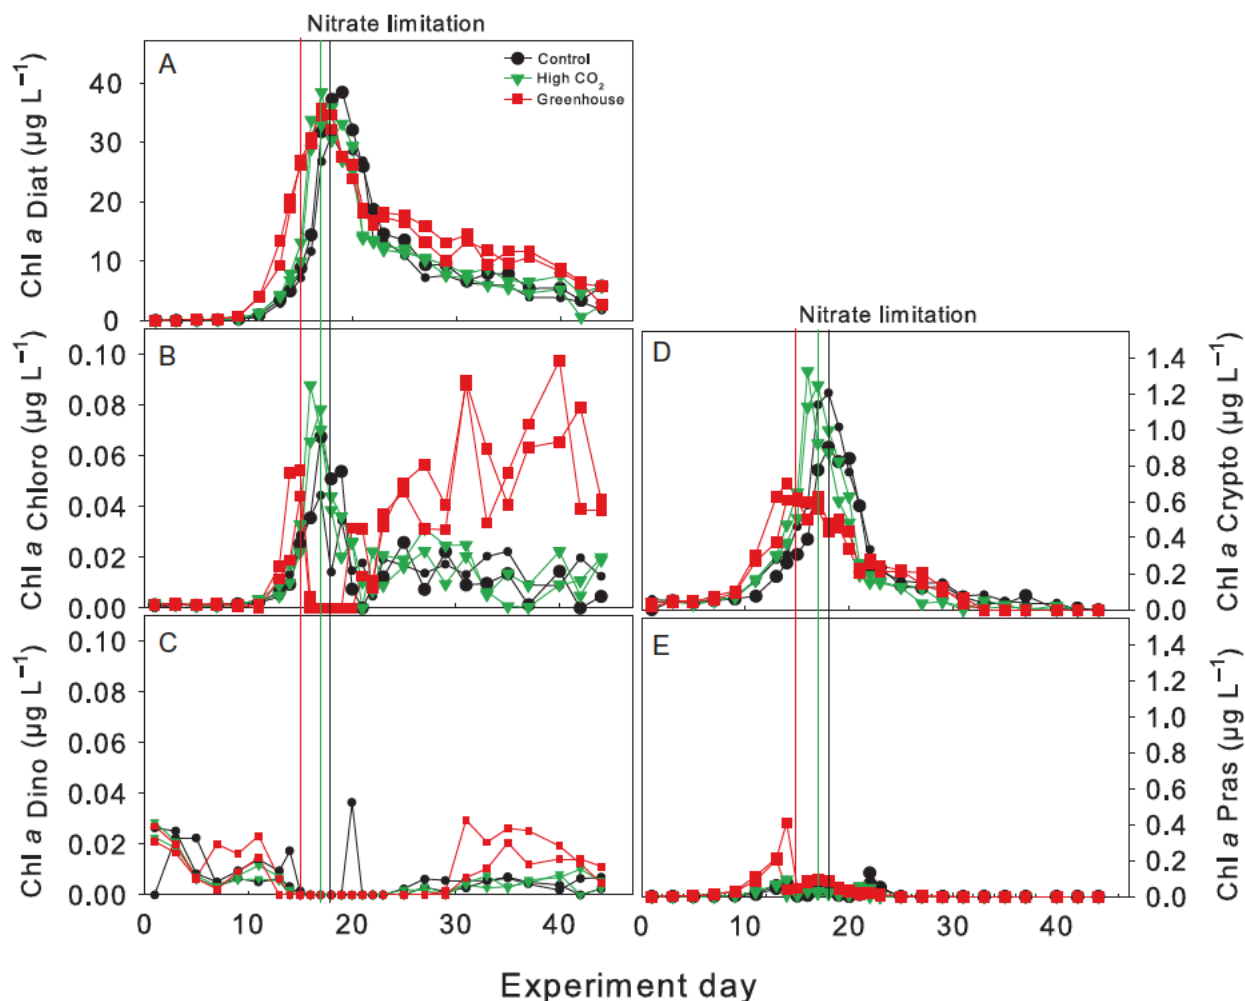 Nitrate limitation
A
Control
High CO₂
Greenhouse
Chl a Diat (µg L⁻¹)
40
30
20
10
0
B
Chl a Chloro (µg L⁻¹)
0.10
0.08
0.06
0.04
0.02
0.00
C
Chl a Dino (µg L⁻¹)
0.10
0.08
0.06
0.04
0.02
0.00
0 10 20 30 40
Nitrate limitation
D
Chl a Crypto (µg L⁻¹)
1.4
1.2
1.0
0.8
0.6
0.4
0.2
0.0
E
Chl a Pras (µg L⁻¹)
1.4
1.2
1.0
0.8
0.6
0.4
0.2
0.0
0 10 20 30 40
Experiment day